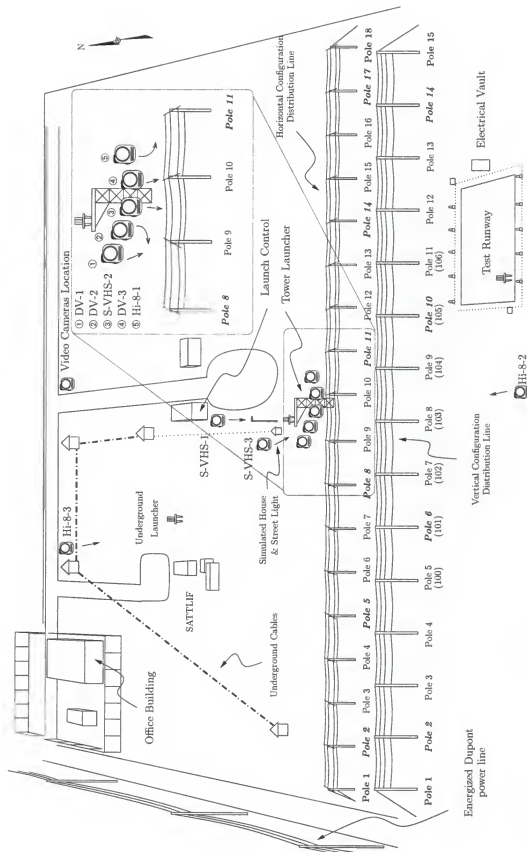 N
① DV-1
② DV-2
③ S-VHS-2
④ DV-3
⑤ Hi-8-1
①
②
③
④
⑤
Pole 8
Pole 9
Pole 10
Pole 11
Video Cameras Location
Launch Control
Tower Launcher
Horizontal Configuration
Distribution Line
S-VHS-1
S-VHS-3
Simulated House
& Street Light
Hi-8-3
Underground
Launcher
SATTLIF
Office Building
Underground Cables
Pole 1
Pole 2
Pole 3
Pole 4
Pole 5
Pole 6
Pole 7
Pole 8
Pole 9
Pole 10
Pole 11
Pole 12
Pole 13
Pole 14
Pole 15
Pole 16
Pole 17
Pole 18
Pole 1
Pole 2
Pole 3
Pole 4
Pole 5
(100)
Pole 6
(101)
Pole 7
(102)
Pole 8
(103)
Pole 9
(104)
Pole 10
(105)
Pole 11
(106)
Pole 12
Pole 13
Pole 14
Pole 15
Energized Dupont
power line
Vertical Configuration
Distribution Line
Hi-8-2
Test Runway
Electrical Vault